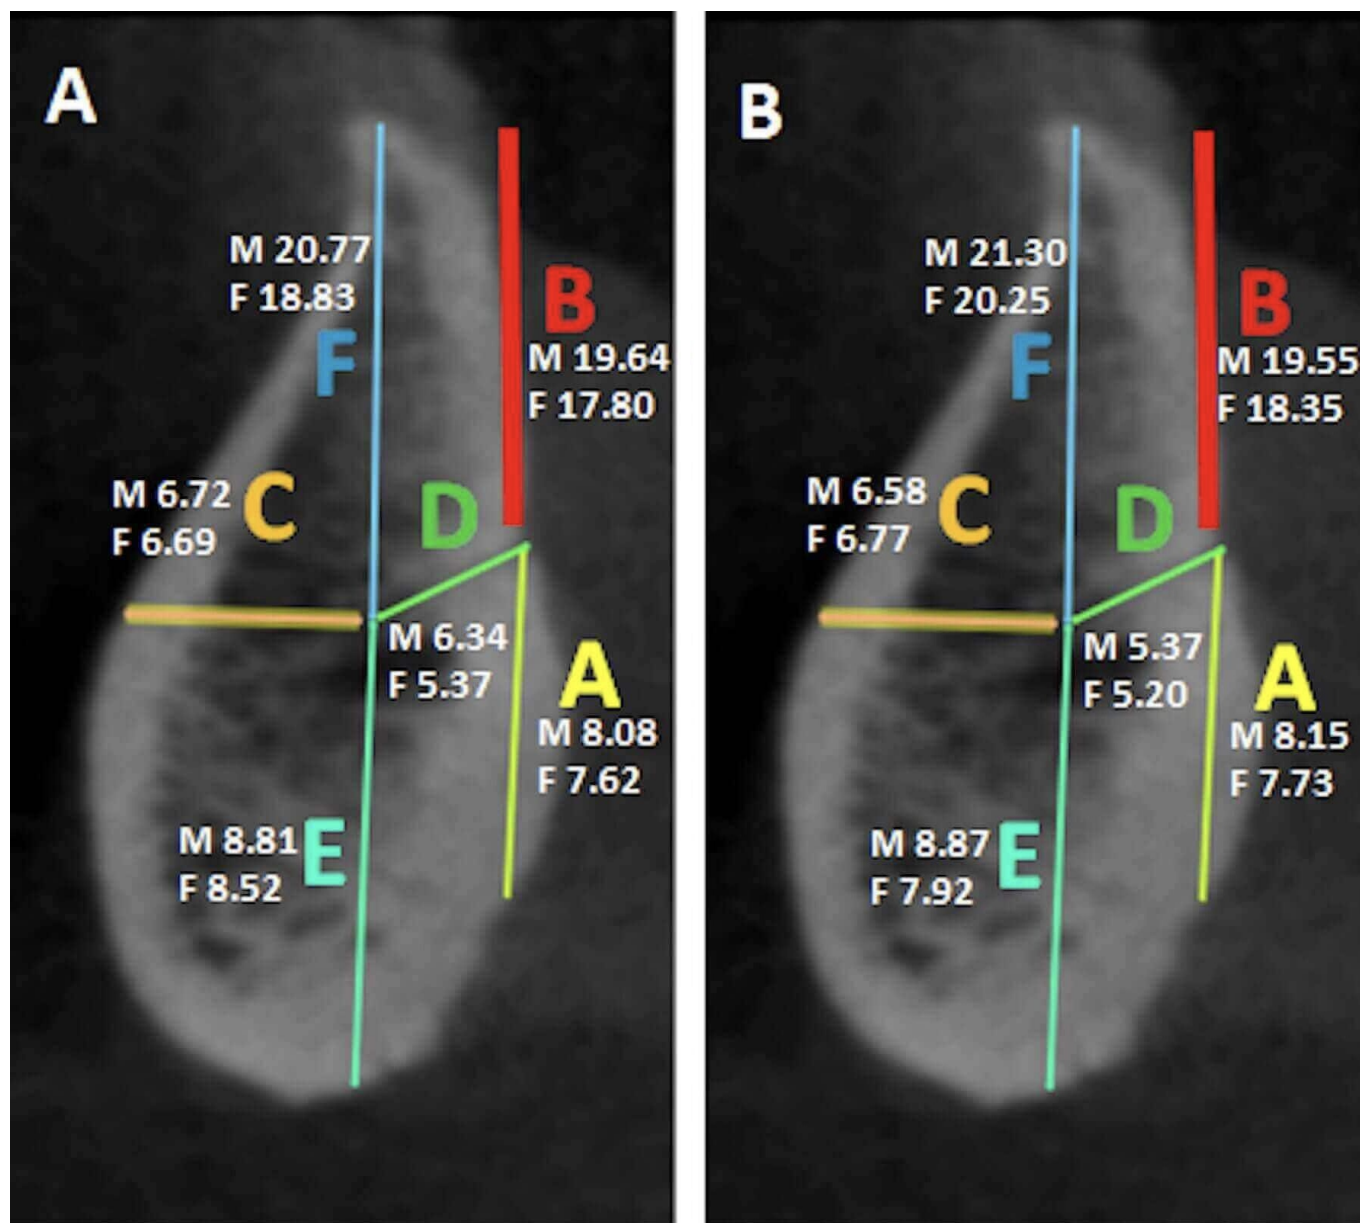 A
M 20.77
F 18.83
F
B
M 19.64
F 17.80
M 6.72
F 6.69
C
D
M 6.34
F 5.37
A
M 8.08
F 7.62
M 8.81
F 8.52
E
B
M 21.30
F 20.25
F
B
M 19.55
F 18.35
M 6.58
F 6.77
C
D
M 5.37
F 5.20
A
M 8.15
F 7.73
M 8.87
F 7.92
E